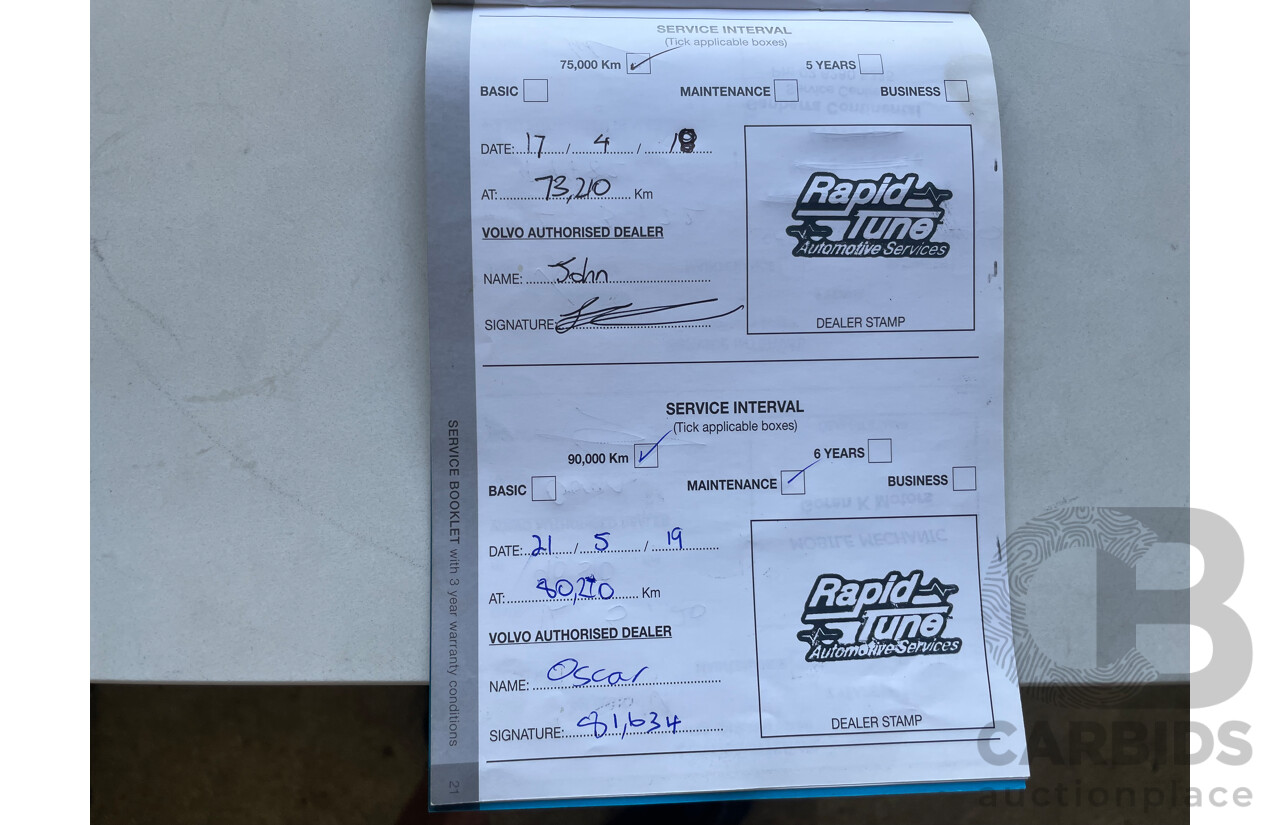 SERVICE INTERVAL
(Tick applicable boxes)
75,000 Km 5 YEARS
BASIC MAINTENANCE BUSINESS
DATE: 17 / 4 / 18
AT: 73,210 Km
VOLVO AUTHORISED DEALER
NAME: John
SIGNATURE:
Rapid
Tune
Automotive Services
DEALER STAMP
SERVICE INTERVAL
(Tick applicable boxes)
90,000 Km 6 YEARS
BASIC MAINTENANCE BUSINESS
DATE: 21 / 5 / 19
AT: 80,210 Km
VOLVO AUTHORISED DEALER
NAME: Oscar
SIGNATURE: 81,634
Rapid
Tune
Automotive Services
DEALER STAMP
SERVICE BOOKLET with 3 year warranty conditions 21
CB
CARBIDS
auctionplace